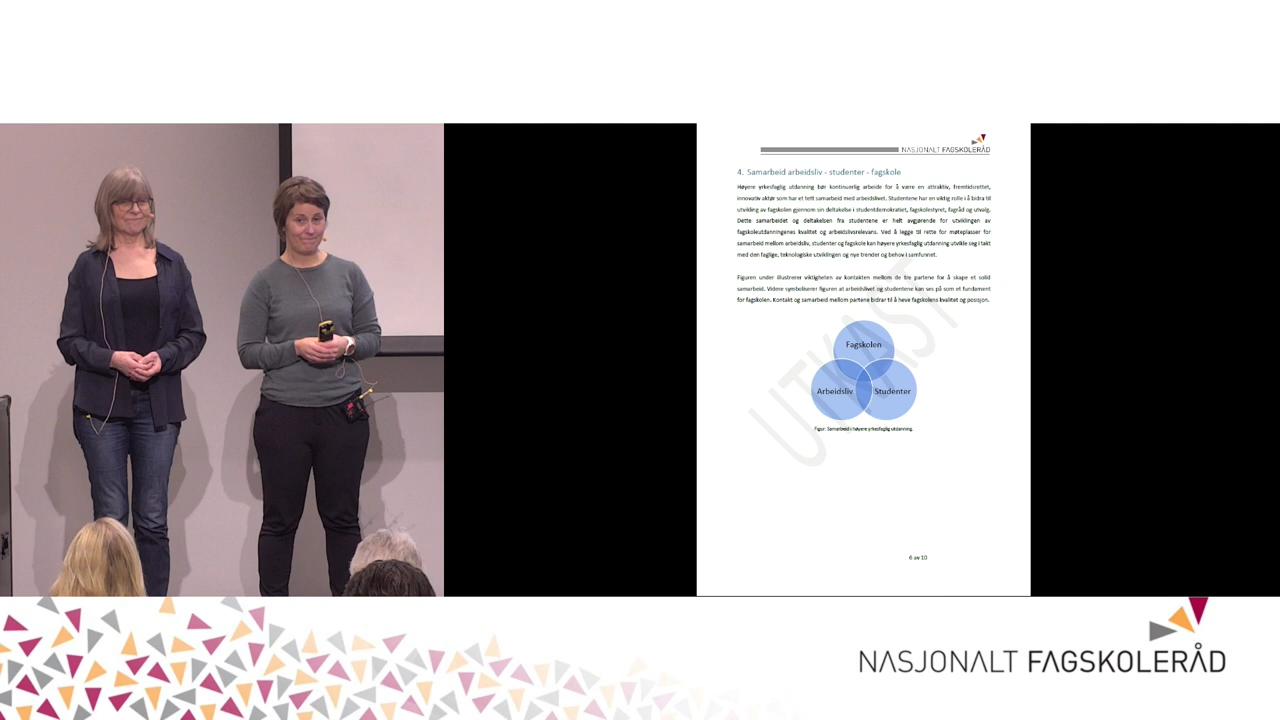 NASJONALT FAGSKOLERÅD
4. Samarbeid arbeidsliv - studenter - fagskole
Høyere yrkesfaglig utdanning bør kontinuerlig arbeide for å være en attraktiv, fremtidsrettet,
innovativ aktør som har et tett samarbeid med arbeidslivet. Studentene har en viktig rolle i å bidra til
utvikling av fagskolen gjennom sin deltakelse i studentdemokratiet, fagskolestyret, fagråd og utvalg.
Dette samarbeidet og deltakelsen fra studentene er helt avgjørende for utviklingen av
fagskoleutdanningenes kvalitet og arbeidslivsrelevans. Ved å legge til rette for møteplasser for
samarbeid mellom arbeidsliv, studenter og fagskole kan høyere yrkesfaglig utdanning utvikle seg i takt
med den faglige, teknologiske utviklingen og nye trender og behov i samfunnet.
Figuren under illustrerer viktigheten av kontakten mellom de tre partene for å skape et solid
samarbeid. Videre symboliserer figuren at arbeidslivet og studentene kan ses på som et fundament
for fagskolen. Kontakt og samarbeid mellom partene bidrar til å heve fagskolens kvalitet og posisjon.
UTKAST
Fagskolen
Arbeidsliv
Studenter
Figur: Samarbeid i høyere yrkesfaglig utdanning.
6 av 10
NASJONALT FAGSKOLERÅD